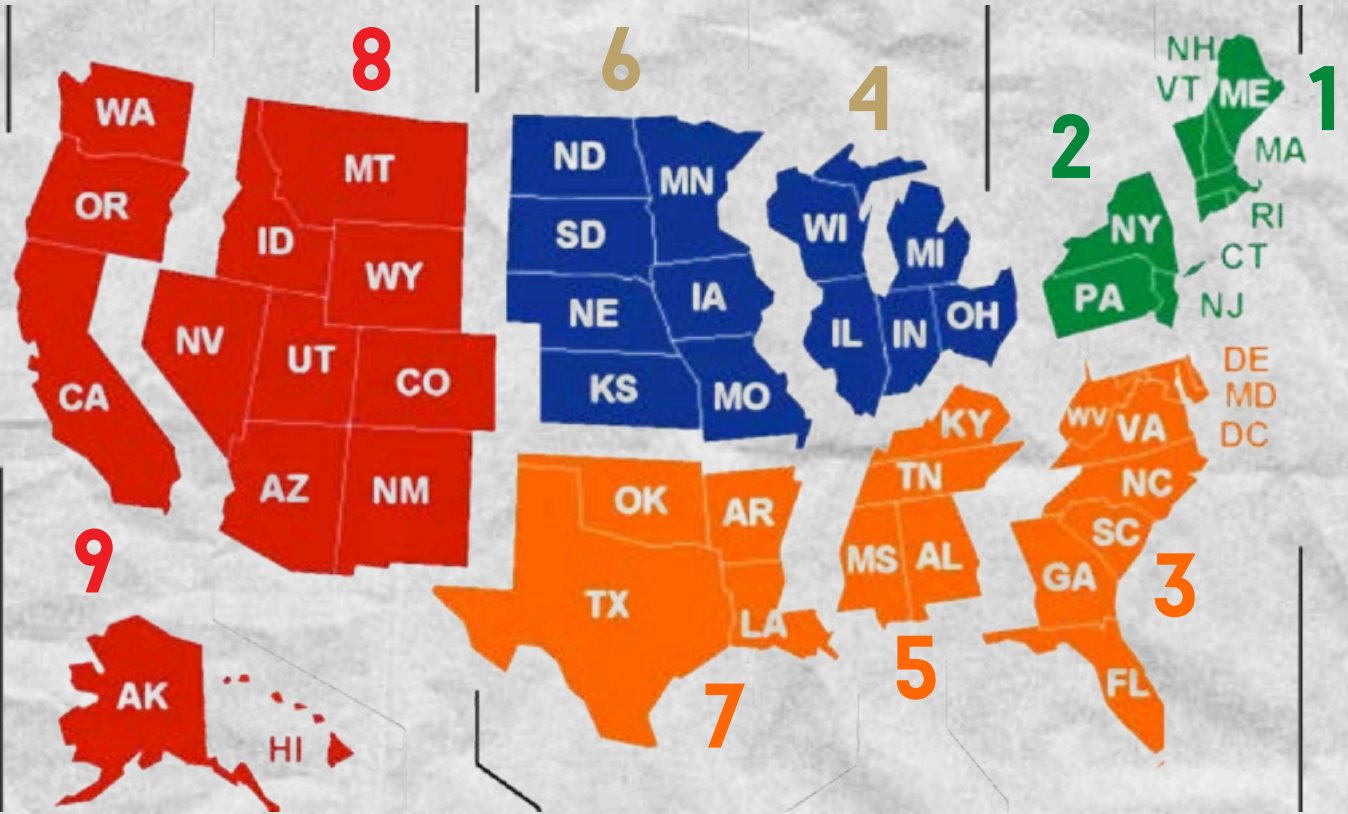 8
6
4
2
1
NH
VT
ME
MA
RI
CT
NJ
NY
PA
WA
OR
CA
MT
ID
WY
NV
UT
CO
AZ
NM
ND
MN
SD
NE
IA
KS
MO
WI
MI
IL
IN
OH
DE
MD
DC
WV
VA
KY
TN
NC
SC
MS
AL
GA
FL
OK
AR
TX
LA
3
5
7
9
AK
HI